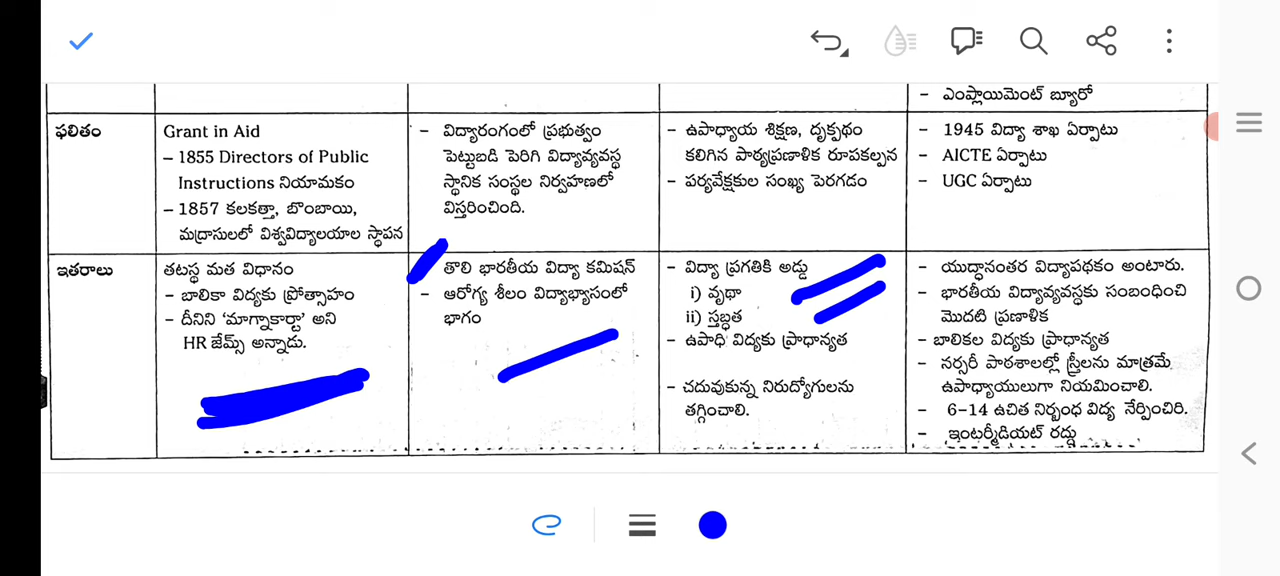 - ఎంప్లాయిమెంట్ బ్యూరో
ఫలితం
Grant in Aid
– 1855 Directors of Public
Instructions నియామకం
– 1857 కలకత్తా, బొంబాయి,
మద్రాసులలో విశ్వవిద్యాలయాల స్థాపన
- విద్యారంగంలో ప్రభుత్వం
పెట్టుబడి పెరిగి విద్యావ్యవస్థ
స్థానిక సంస్థల నిర్వహణలో
విస్తరించింది.
- ఉపాధ్యాయ శిక్షణ, దృక్పథం
కలిగిన పాఠ్యప్రణాళిక రూపకల్పన
- పర్యవేక్షకుల సంఖ్య పెరగడం
- 1945 విద్యా శాఖ ఏర్పాటు
- AICTE ఏర్పాటు
- UGC ఏర్పాటు
ఇతరాలు
తటస్థ మత విధానం
- బాలికా విద్యకు ప్రోత్సాహం
- దీనిని 'మాగ్నాకార్టా' అని
HR జేమ్స్ అన్నాడు.
తొలి భారతీయ విద్యా కమిషన్
- ఆరోగ్య శీలం విద్యాభ్యాసంలో
భాగం
- విద్యా ప్రగతికి అడ్డు
i) వృథా
ii) స్తబ్ధత
- ఉపాధి విద్యకు ప్రాధాన్యత
- చదువుకున్న నిరుద్యోగులను
తగ్గించాలి.
- యుద్ధానంతర విద్యాపథకం అంటారు.
- భారతీయ విద్యావ్యవస్థకు సంబంధించి
మొదటి ప్రణాళిక
- బాలికల విద్యకు ప్రాధాన్యత
- నర్సరీ పాఠశాలల్లో స్త్రీలను మాత్రమే
ఉపాధ్యాయులుగా నియమించాలి.
- 6-14 ఉచిత నిర్బంధ విద్య నేర్పించిరి.
- ఇంటర్మీడియట్ రద్దు